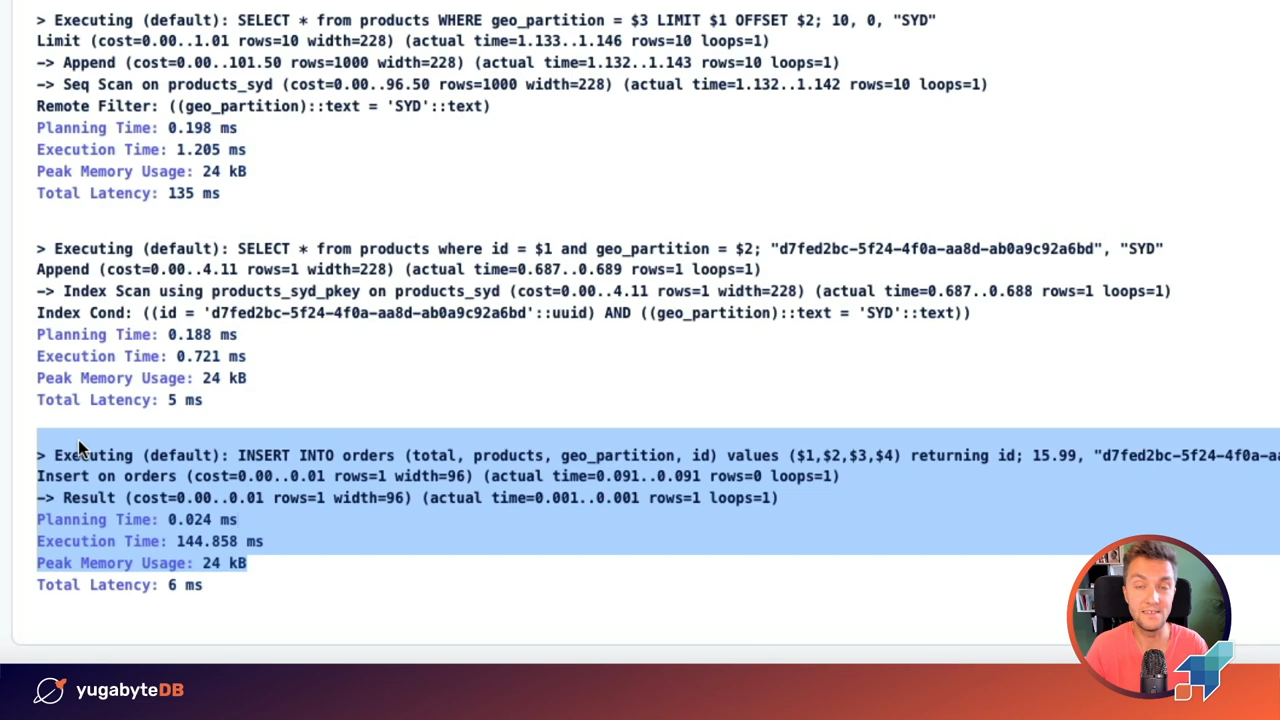 > Executing (default): SELECT * from products WHERE geo_partition = $3 LIMIT $1 OFFSET $2; 10, 0, "SYD"
Limit (cost=0.00..1.01 rows=10 width=228) (actual time=1.133..1.146 rows=10 loops=1)
-> Append (cost=0.00..101.50 rows=1000 width=228) (actual time=1.132..1.143 rows=10 loops=1)
-> Seq Scan on products_syd (cost=0.00..96.50 rows=1000 width=228) (actual time=1.132..1.142 rows=10 loops=1)
Remote Filter: ((geo_partition)::text = 'SYD'::text)
Planning Time: 0.198 ms
Execution Time: 1.205 ms
Peak Memory Usage: 24 kB
Total Latency: 135 ms
> Executing (default): SELECT * from products where id = $1 and geo_partition = $2; "d7fed2bc-5f24-4f0a-aa8d-ab0a9c92a6bd", "SYD"
Append (cost=0.00..4.11 rows=1 width=228) (actual time=0.687..0.689 rows=1 loops=1)
-> Index Scan using products_syd_pkey on products_syd (cost=0.00..4.11 rows=1 width=228) (actual time=0.687..0.688 rows=1 loops=1)
Index Cond: ((id = 'd7fed2bc-5f24-4f0a-aa8d-ab0a9c92a6bd'::uuid) AND ((geo_partition)::text = 'SYD'::text))
Planning Time: 0.188 ms
Execution Time: 0.721 ms
Peak Memory Usage: 24 kB
Total Latency: 5 ms
> Executing (default): INSERT INTO orders (total, products, geo_partition, id) values ($1,$2,$3,$4) returning id; 15.99, "d7fed2bc-5f24-4f0a-aa
Insert on orders (cost=0.00..0.01 rows=1 width=96) (actual time=0.091..0.091 rows=0 loops=1)
-> Result (cost=0.00..0.01 rows=1 width=96) (actual time=0.001..0.001 rows=1 loops=1)
Planning Time: 0.024 ms
Execution Time: 144.858 ms
Peak Memory Usage: 24 kB
Total Latency: 6 ms
yugabyteDB